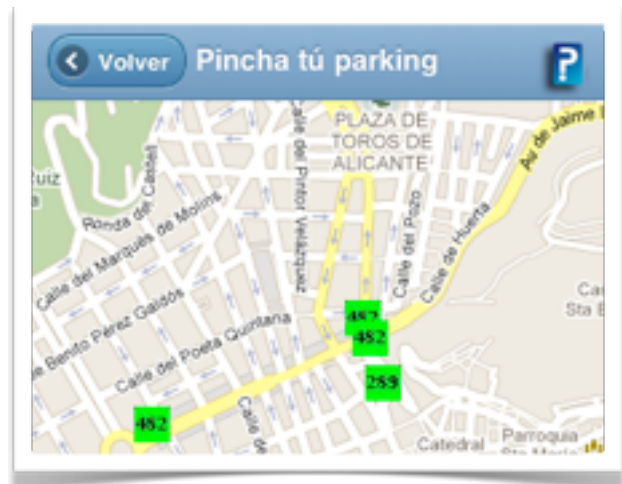 Volver
Pincha tú parking
?
PLAZA DE
TOROS DE
ALICANTE
Av de Jaime
Ruiz
Ronda del Castell
Calle del Pintor Velázquez
Calle del Marqués de Molins
Calle del Pozo
Calle de Huerta
Benito Pérez Galdós
Calle del Poeta Quintana
Sta
482
482
289
482
Calle de
Catedral
Parroquia
Sta María